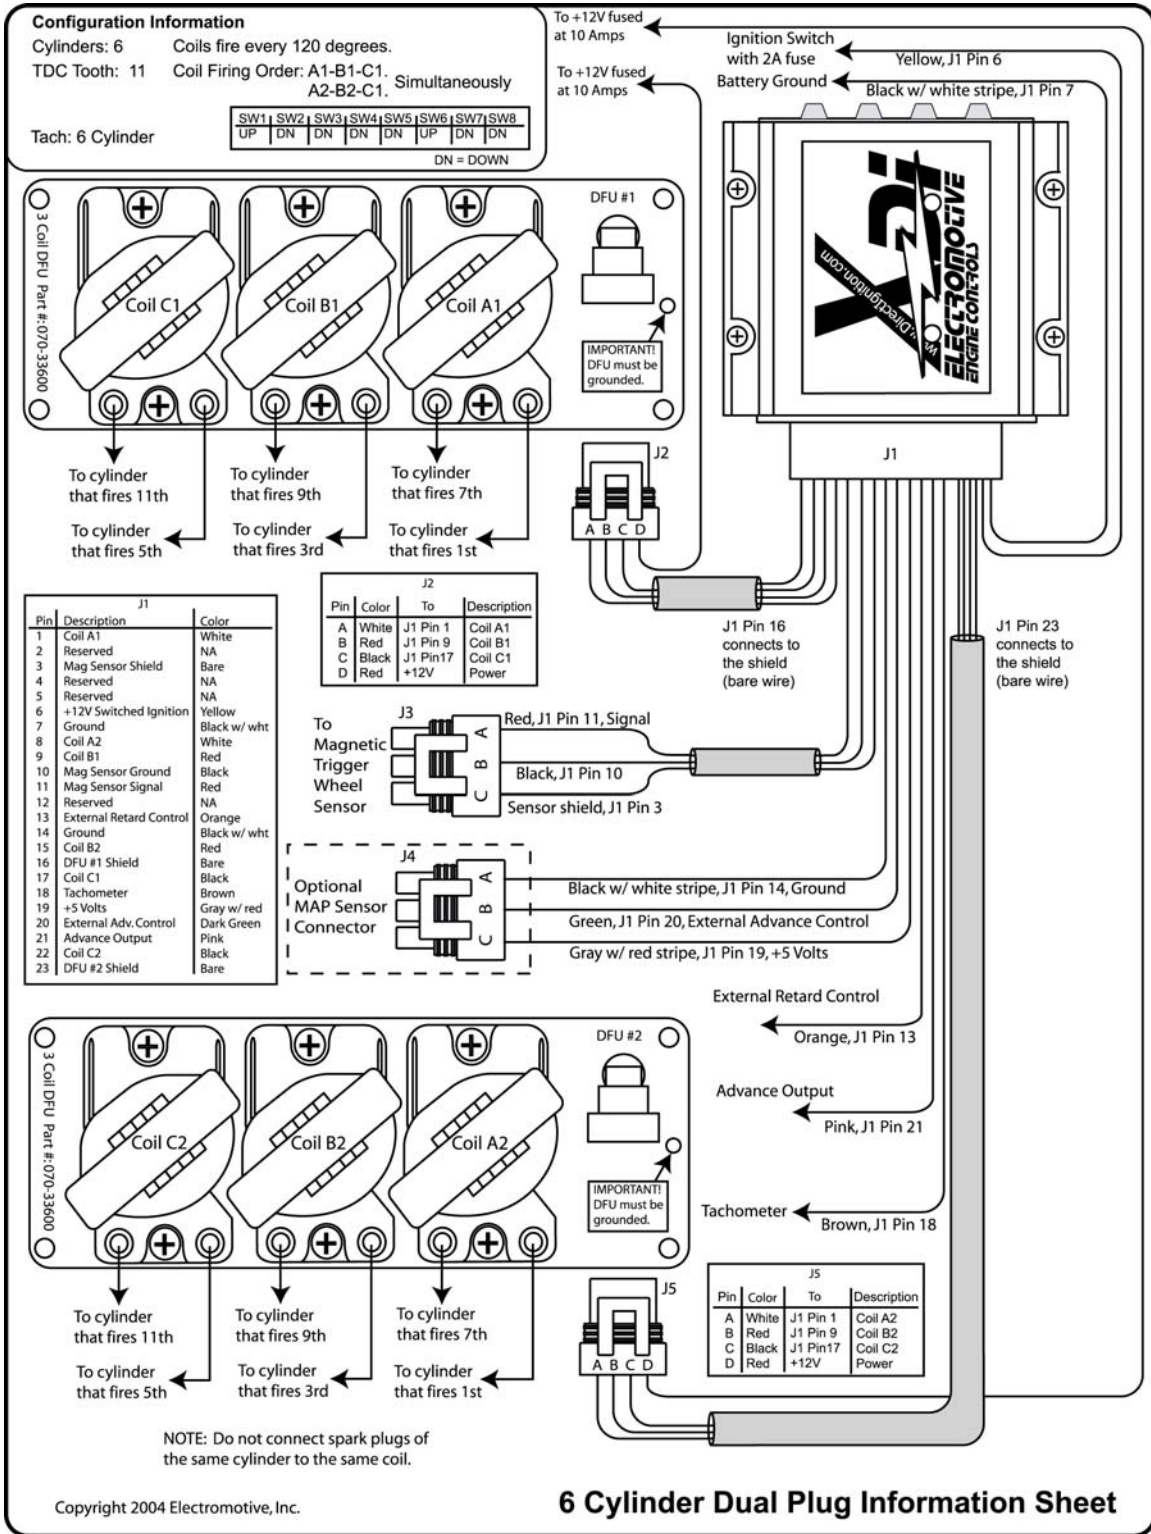 Configuration Information
Cylinders: 6
Coils fire every 120 degrees.
TDC Tooth: 11
Coil Firing Order: A1-B1-C1.
A2-B2-C1.
Simultaneously
SW1 SW2 SW3 SW4 SW5 SW6 SW7 SW8
UP DN DN DN DN UP DN DN
Tach: 6 Cylinder
DN = DOWN
To +12V fused
at 10 Amps
To +12V fused
at 10 Amps
Ignition Switch
with 2A fuse
Yellow, J1 Pin 6
Battery Ground
Black w/ white stripe, J1 Pin 7
3 Coil DFU Part #: 070-33600
Coil C1
Coil B1
Coil A1
DFU #1
IMPORTANT!
DFU must be
grounded.
XDi
.DirectIgnition.com
ELECTROMOTIVE
ENGINE CONTROLS
J1
To cylinder
that fires 11th
To cylinder
that fires 9th
To cylinder
that fires 7th
To cylinder
that fires 5th
To cylinder
that fires 3rd
To cylinder
that fires 1st
J2
A B C D
J1
Pin Description Color
1 Coil A1 White
2 Reserved NA
3 Mag Sensor Shield Bare
4 Reserved NA
5 Reserved NA
6 +12V Switched Ignition Yellow
7 Ground Black w/ wht
8 Coil A2 White
9 Coil B1 Red
10 Mag Sensor Ground Black
11 Mag Sensor Signal Red
12 Reserved NA
13 External Retard Control Orange
14 Ground Black w/ wht
15 Coil B2 Red
16 DFU #1 Shield Bare
17 Coil C1 Black
18 Tachometer Brown
19 +5 Volts Gray w/ red
20 External Adv. Control Dark Green
21 Advance Output Pink
22 Coil C2 Black
23 DFU #2 Shield Bare
J2
Pin Color To Description
A White J1 Pin 1 Coil A1
B Red J1 Pin 9 Coil B1
C Black J1 Pin17 Coil C1
D Red +12V Power
J1 Pin 16
connects to
the shield
(bare wire)
J1 Pin 23
connects to
the shield
(bare wire)
To
Magnetic
Trigger
Wheel
Sensor
J3
A
B
C
Red, J1 Pin 11, Signal
Black, J1 Pin 10
Sensor shield, J1 Pin 3
Optional
MAP Sensor
Connector
J4
A
B
C
Black w/ white stripe, J1 Pin 14, Ground
Green, J1 Pin 20, External Advance Control
Gray w/ red stripe, J1 Pin 19, +5 Volts
External Retard Control
Orange, J1 Pin 13
Advance Output
Pink, J1 Pin 21
Tachometer
Brown, J1 Pin 18
3 Coil DFU Part #: 070-33600
Coil C2
Coil B2
Coil A2
DFU #2
IMPORTANT!
DFU must be
grounded.
To cylinder
that fires 11th
To cylinder
that fires 9th
To cylinder
that fires 7th
To cylinder
that fires 5th
To cylinder
that fires 3rd
To cylinder
that fires 1st
J5
A B C D
J5
Pin Color To Description
A White J1 Pin 1 Coil A2
B Red J1 Pin 9 Coil B2
C Black J1 Pin17 Coil C2
D Red +12V Power
NOTE: Do not connect spark plugs of
the same cylinder to the same coil.
Copyright 2004 Electromotive, Inc.
6 Cylinder Dual Plug Information Sheet